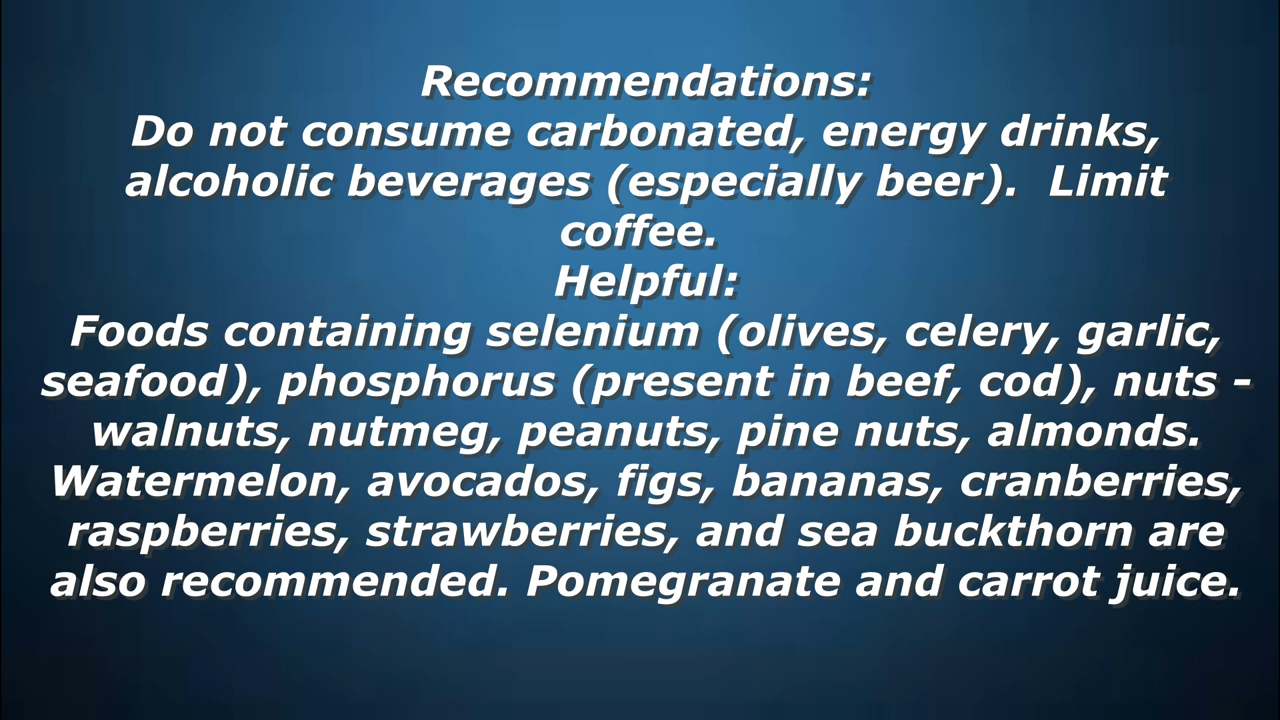 Recommendations:
Do not consume carbonated, energy drinks,
alcoholic beverages (especially beer).  Limit
coffee.
Helpful:
Foods containing selenium (olives, celery, garlic,
seafood), phosphorus (present in beef, cod), nuts -
walnuts, nutmeg, peanuts, pine nuts, almonds.
Watermelon, avocados, figs, bananas, cranberries,
raspberries, strawberries, and sea buckthorn are
also recommended. Pomegranate and carrot juice.